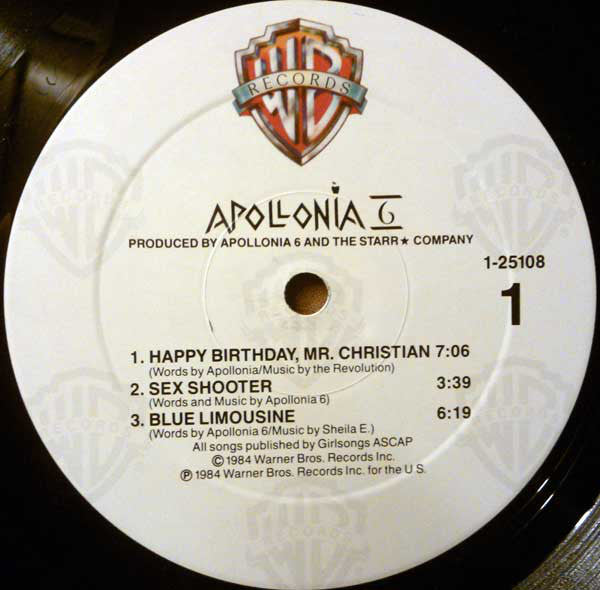 WB
RECORDS
APOLLONIA 6
PRODUCED BY APOLLONIA 6 AND THE STARR★ COMPANY
1-25108
1
1. HAPPY BIRTHDAY, MR. CHRISTIAN 7:06
(Words by Apollonia/Music by the Revolution)
2. SEX SHOOTER 3:39
(Words and Music by Apollonia 6)
3. BLUE LIMOUSINE 6:19
(Words by Apollonia 6/Music by Sheila E.)
All songs published by Girlsongs ASCAP
Ⓒ 1984 Warner Bros. Records Inc.
Ⓟ 1984 Warner Bros. Records Inc. for the U S.